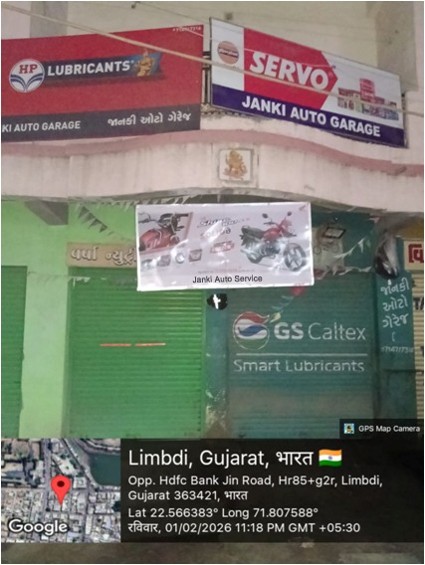 HP LUBRICANTS
SERVO
KI AUTO GARAGE જાનકી ઓટો ગેરેજ
JANKI AUTO GARAGE
Janki Auto Service
વર્ષા
GS Caltex
Smart Lubricants
જાનકી
ઓટો
ગેરેજ
GPS Map Camera
Limbdi, Gujarat, भारत 🇮🇳
Opp. Hdfc Bank Jin Road, Hr85+g2r, Limbdi,
Gujarat 363421, भारत
Lat 22.566383° Long 71.807588°
रविवार, 01/02/2026 11:18 PM GMT +05:30
Google